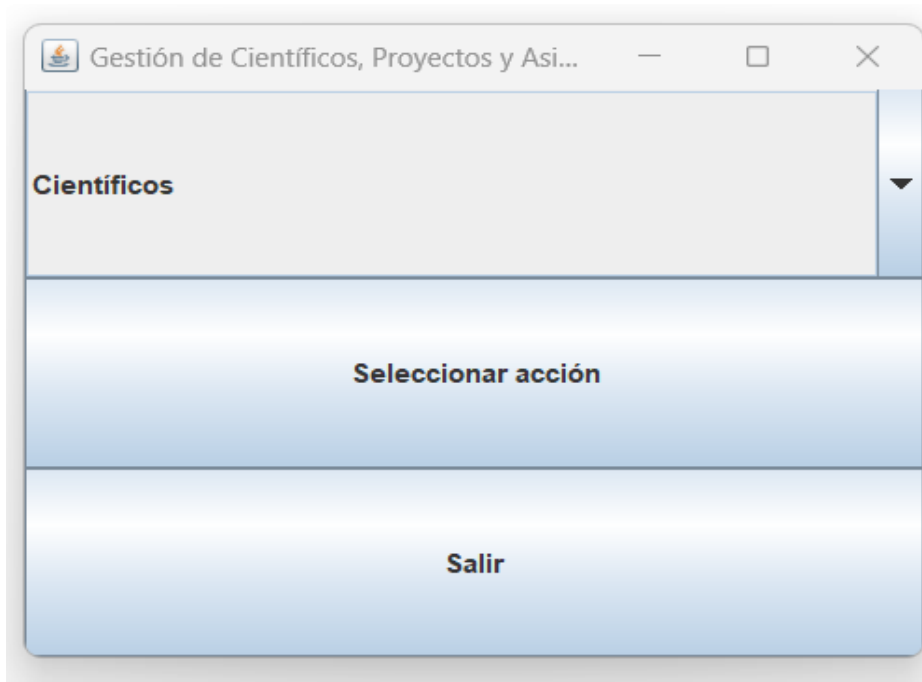 Gestión de Científicos, Proyectos y Asi...
Científicos
Seleccionar acción
Salir